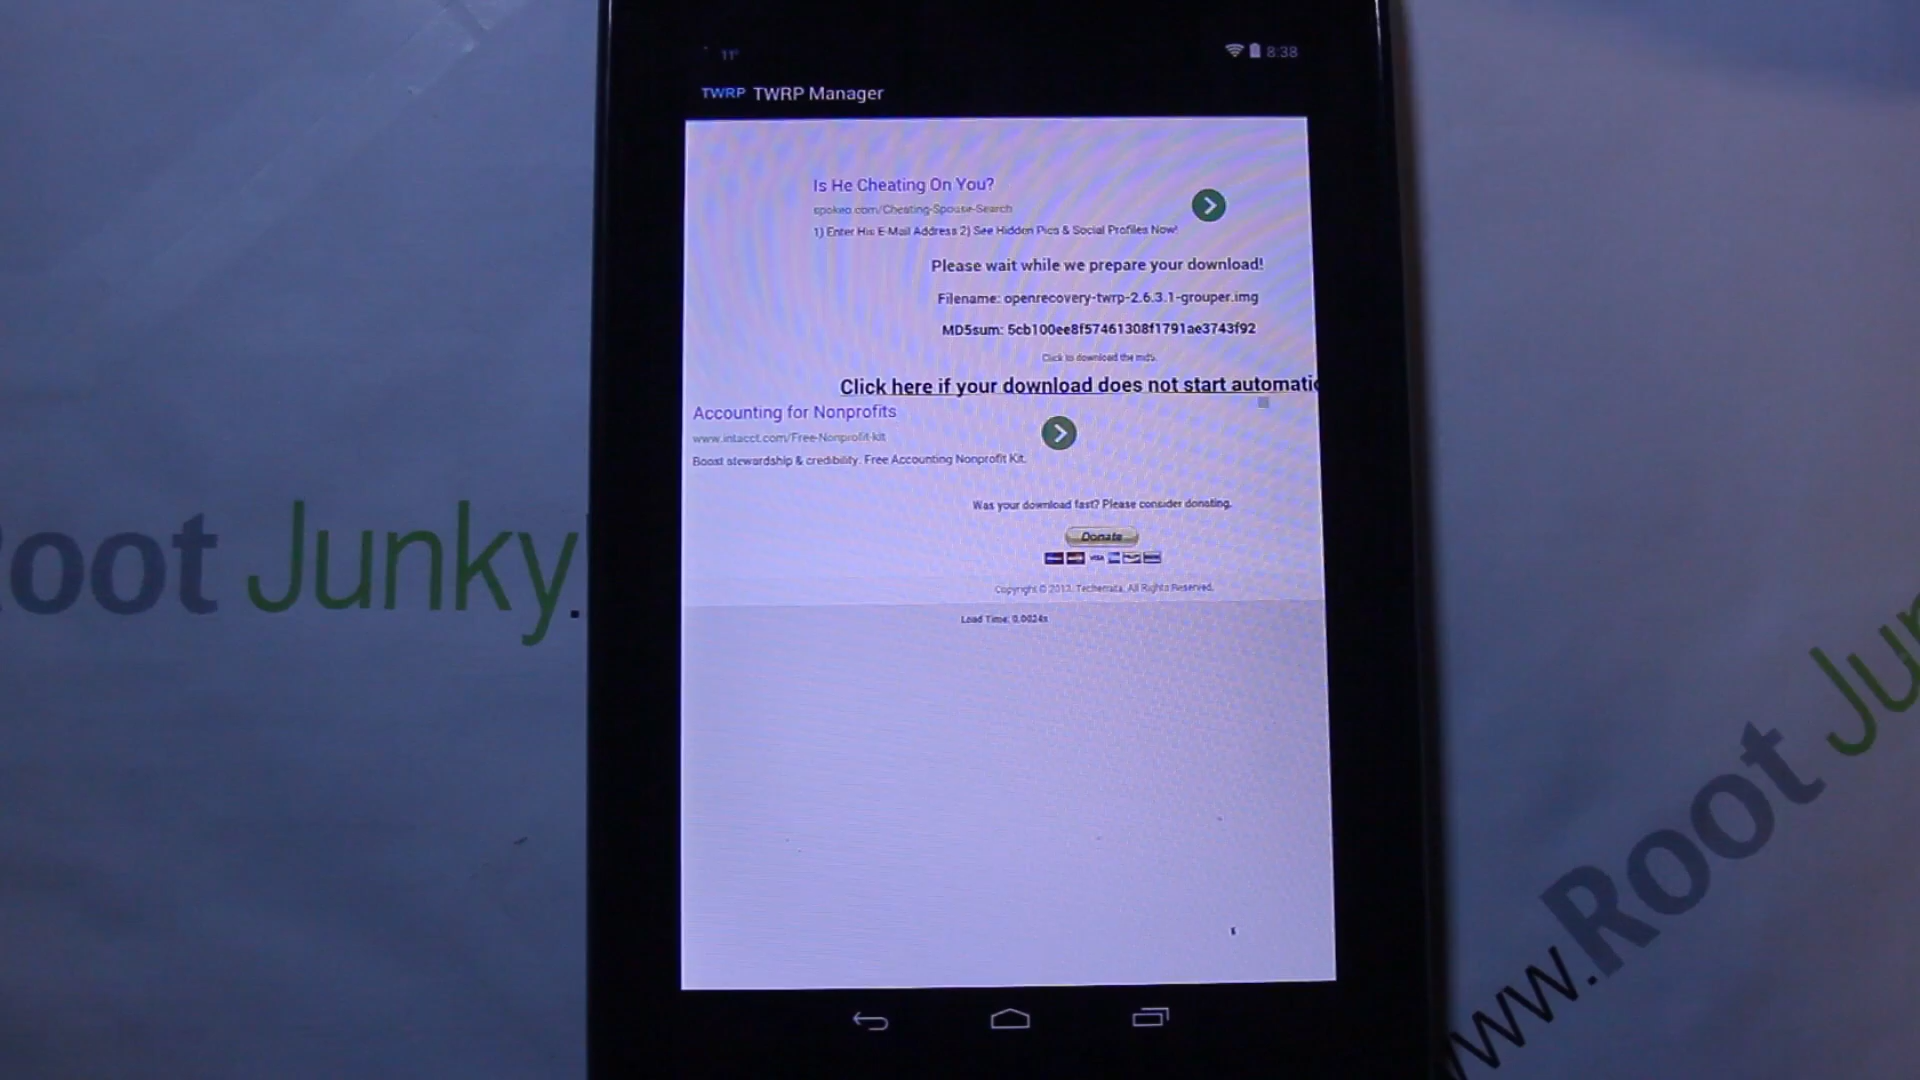 11°
8:38
TWRP TWRP Manager
Is He Cheating On You?
spokeo.com/Cheating-Spouse-Search
1) Enter His E-Mail Address 2) See Hidden Pics & Social Profiles Now!
Please wait while we prepare your download!
Filename: openrecovery-twrp-2.6.3.1-grouper.img
MD5sum: 5cb100ee8f57461308f1791ae3743f92
Click to download the md5.
Click here if your download does not start automatic
Accounting for Nonprofits
www.intacct.com/Free-Nonprofit-kit
Boost stewardship & credibility. Free Accounting Nonprofit Kit.
Was your download fast? Please consider donating.
Donate
VISA
Copyright © 2013. Techerrata. All Rights Reserved.
Load Time: 0.0024s
Root Junky.
www.Root Jun